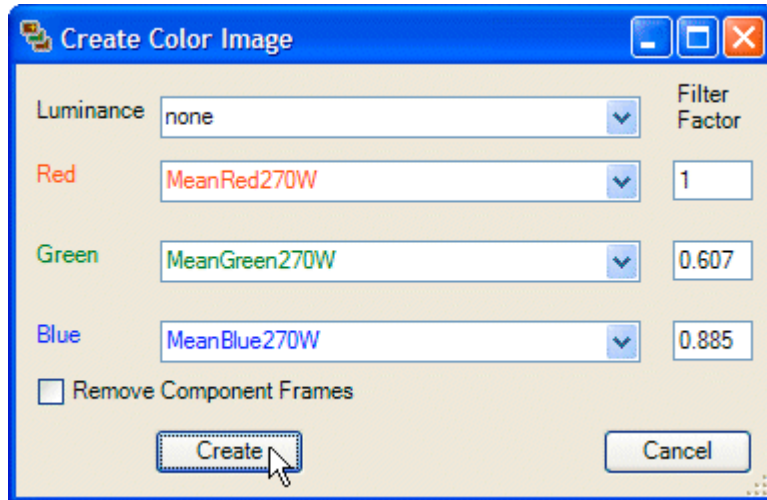 Create Color Image
Filter
Factor
Luminance none
Red MeanRed270W 1
Green MeanGreen270W 0.607
Blue MeanBlue270W 0.885
Remove Component Frames
Create Cancel